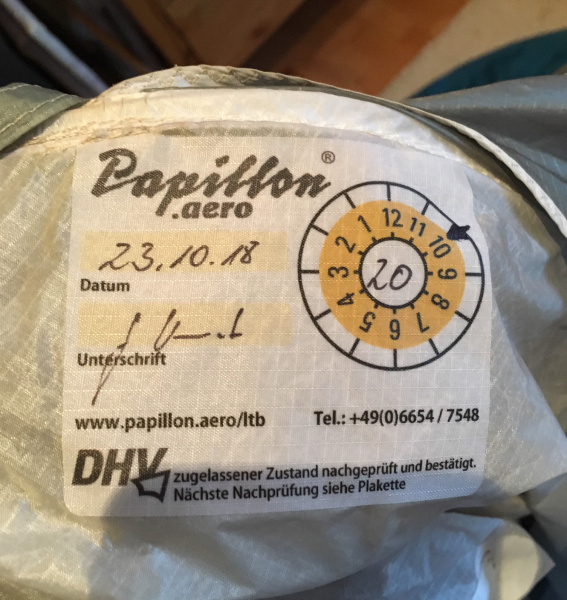 Papillon®
.aero
23.10.18
Datum
Unterschrift
12
11
10
9
8
7
6
5
4
3
2
1
20
www.papillon.aero/ltb
Tel.: +49(0)6654 / 7548
DHV
zugelassener Zustand nachgeprüft und bestätigt.
Nächste Nachprüfung siehe Plakette